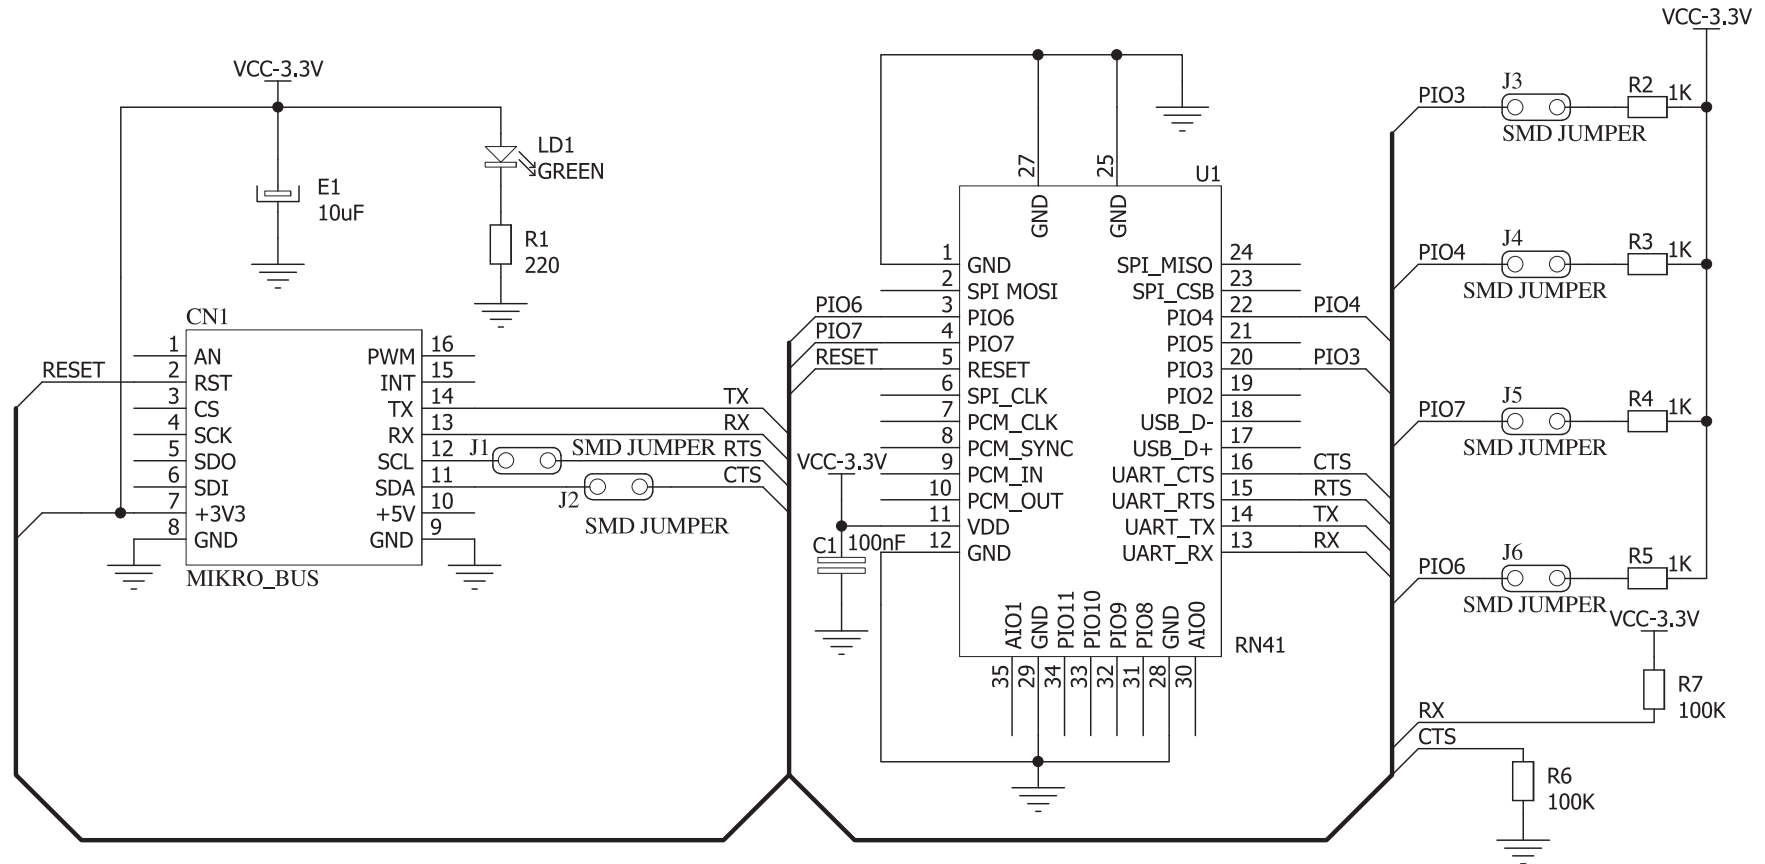 VCC-3.3V
VCC-3.3V
LD1
GREEN
E1
10uF
R1
220
CN1
1 AN
2 RST
3 CS
4 SCK
5 SDO
6 SDI
7 +3V3
8 GND
PWM 16
INT 15
TX 14
RX 13
SCL 12
SDA 11
+5V 10
GND 9
MIKRO_BUS
RESET
TX
RX
J1 SMD JUMPER RTS
CTS
J2
SMD JUMPER
PIO6
PIO7
RESET
VCC-3.3V
C1 100nF
U1
27 GND
25 GND
1 GND
2 SPI MOSI
3 PIO6
4 PIO7
5 RESET
6 SPI_CLK
7 PCM_CLK
8 PCM_SYNC
9 PCM_IN
10 PCM_OUT
11 VDD
12 GND
SPI_MISO 24
SPI_CSB 23
PIO4 22 PIO4
PIO5 21
PIO3 20 PIO3
PIO2 19
USB_D- 18
USB_D+ 17
UART_CTS 16 CTS
UART_RTS 15 RTS
UART_TX 14 TX
UART_RX 13 RX
AIO1 35
GND 29
PIO11 34
PIO10 33
PIO9 32
PIO8 31
GND 28
AIO0 30
RN41
PIO3 J3 R2 1K
SMD JUMPER
PIO4 J4 R3 1K
SMD JUMPER
PIO7 J5 R4 1K
SMD JUMPER
PIO6 J6 R5 1K
SMD JUMPER
VCC-3.3V
R7
100K
RX
CTS
R6
100K